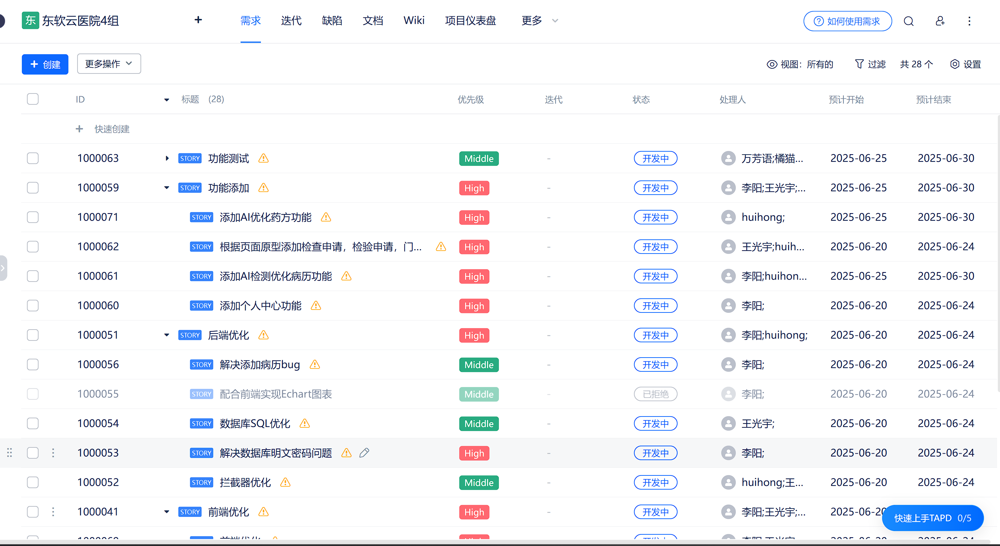 东 东软云医院4组 + 需求 迭代 缺陷 文档 Wiki 项目仪表盘 更多 如何使用需求
+ 创建 更多操作 视图：所有的 过滤 共 28 个 设置
ID 标题 (28) 优先级 迭代 状态 处理人 预计开始 预计结束
+ 快速创建
1000063 STORY 功能测试 Middle - 开发中 万芳语;橘猫... 2025-06-25 2025-06-30
1000059 STORY 功能添加 High - 开发中 李阳;王光宇;... 2025-06-25 2025-06-30
1000071 STORY 添加AI优化药方功能 High - 开发中 huihong; 2025-06-25 2025-06-30
1000062 STORY 根据页面原型添加检查申请，检验申请，门... High - 开发中 王光宇;huih... 2025-06-20 2025-06-24
1000061 STORY 添加AI检测优化病历功能 High - 开发中 李阳;huihon... 2025-06-25 2025-06-30
1000060 STORY 添加个人中心功能 High - 开发中 李阳; 2025-06-20 2025-06-24
1000051 STORY 后端优化 High - 开发中 李阳;huihong; 2025-06-20 2025-06-24
1000056 STORY 解决添加病历bug Middle - 开发中 李阳; 2025-06-20 2025-06-24
1000055 STORY 配合前端实现Echart图表 Middle - 已拒绝 李阳; 2025-06-20 2025-06-24
1000054 STORY 数据库SQL优化 Middle - 开发中 王光宇; 2025-06-20 2025-06-24
1000053 STORY 解决数据库明文密码问题 High - 开发中 李阳; 2025-06-20 2025-06-24
1000052 STORY 拦截器优化 Middle - 开发中 huihong;王... 2025-06-20 2025-06-24
1000041 STORY 前端优化 High - 开发中 李阳;王光宇;... 2025-06-20
快速上手TAPD 0/5